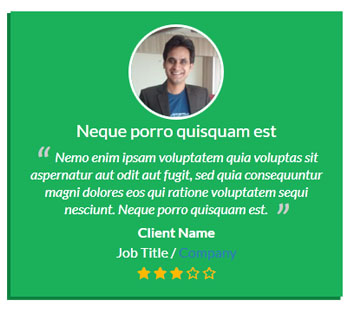 Neque porro quisquam est
“ Nemo enim ipsam voluptatem quia voluptas sit
aspernatur aut odit aut fugit, sed quia consequuntur
magni dolores eos qui ratione voluptatem sequi
nesciunt. Neque porro quisquam est. ”
Client Name
Job Title / Company